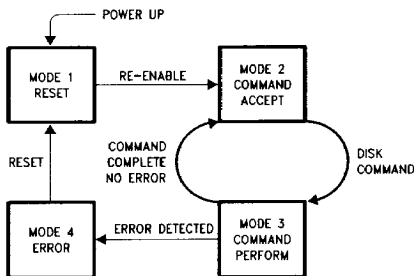 POWER UP
MODE 1
RESET
RE-ENABLE
MODE 2
COMMAND
ACCEPT
COMMAND
COMPLETE
NO ERROR
DISK
COMMAND
RESET
MODE 4
ERROR
ERROR DETECTED
MODE 3
COMMAND
PERFORM